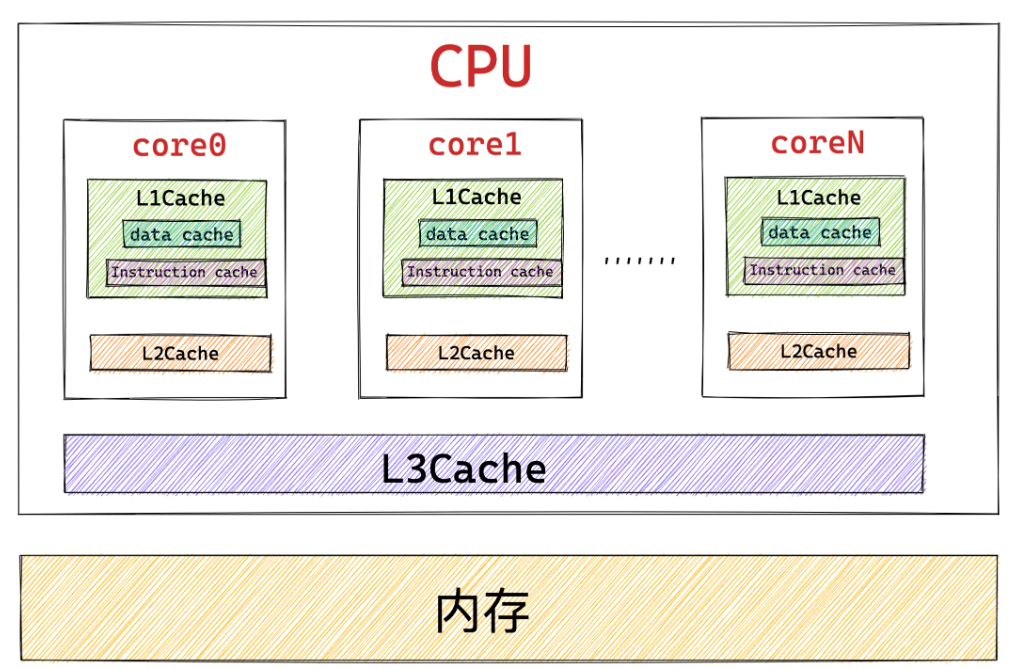 CPU
core0
L1Cache
data cache
Instruction cache
L2Cache
core1
L1Cache
data cache
Instruction cache
L2Cache
,,,,,,,
coreN
L1Cache
data cache
Instruction cache
L2Cache
L3Cache
内存